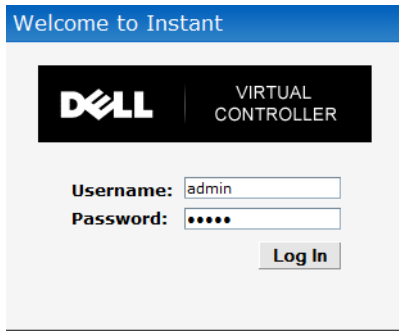 Welcome to Instant
DELL
VIRTUAL
CONTROLLER
Username: admin
Password: •••••
Log In